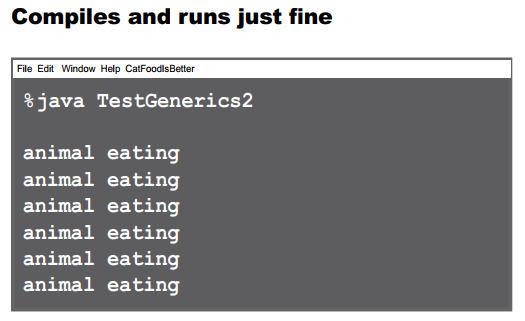 Compiles and runs just fine
File Edit Window Help CatFoodIsBetter
%java TestGenerics2
animal eating
animal eating
animal eating
animal eating
animal eating
animal eating